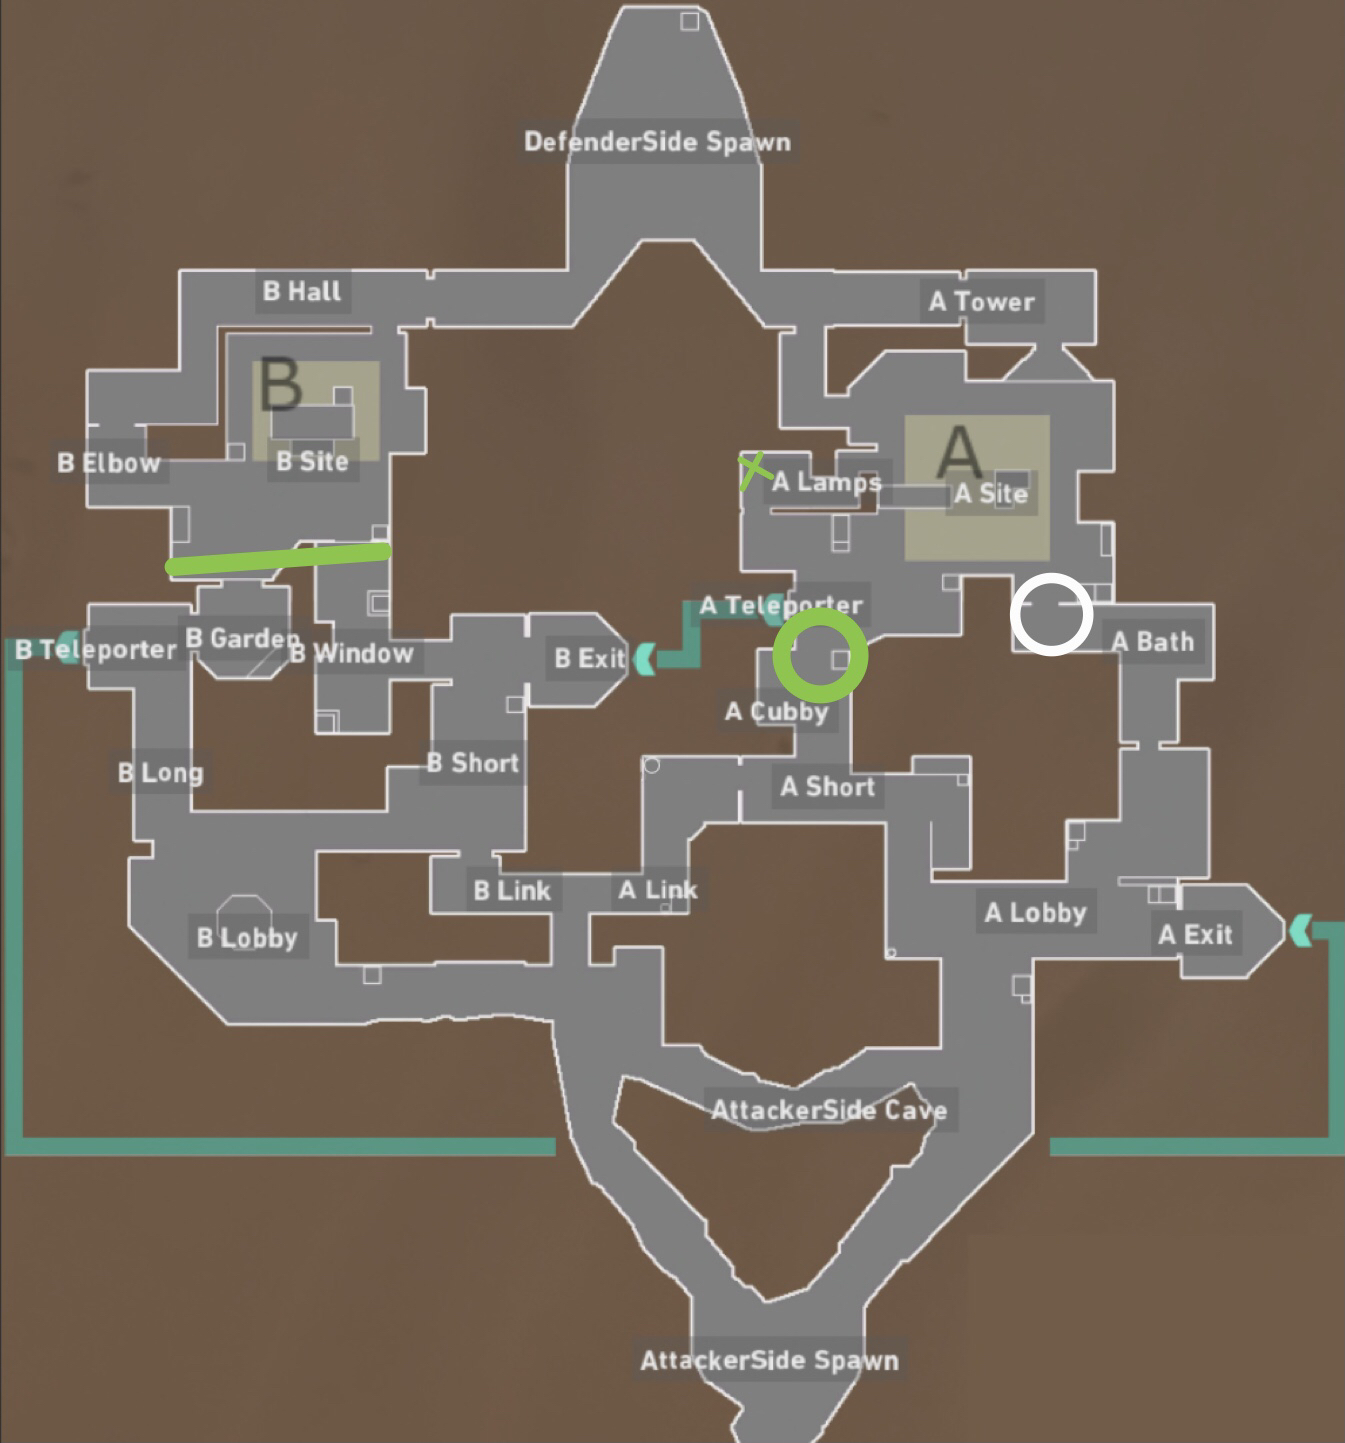 DefenderSide Spawn
B Hall
A Tower
B
A
B Elbow
B Site
A Lamps
A Site
A Teleporter
B Teleporter
B Garden
B Window
B Exit
A Bath
A Cubby
B Long
B Short
A Short
B Link
A Link
A Lobby
B Lobby
A Exit
AttackerSide Cave
AttackerSide Spawn